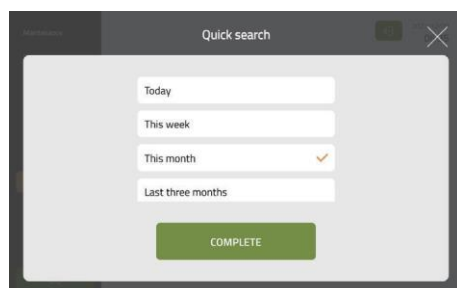 Quick search
Today
This week
This month
Last three months
COMPLETE